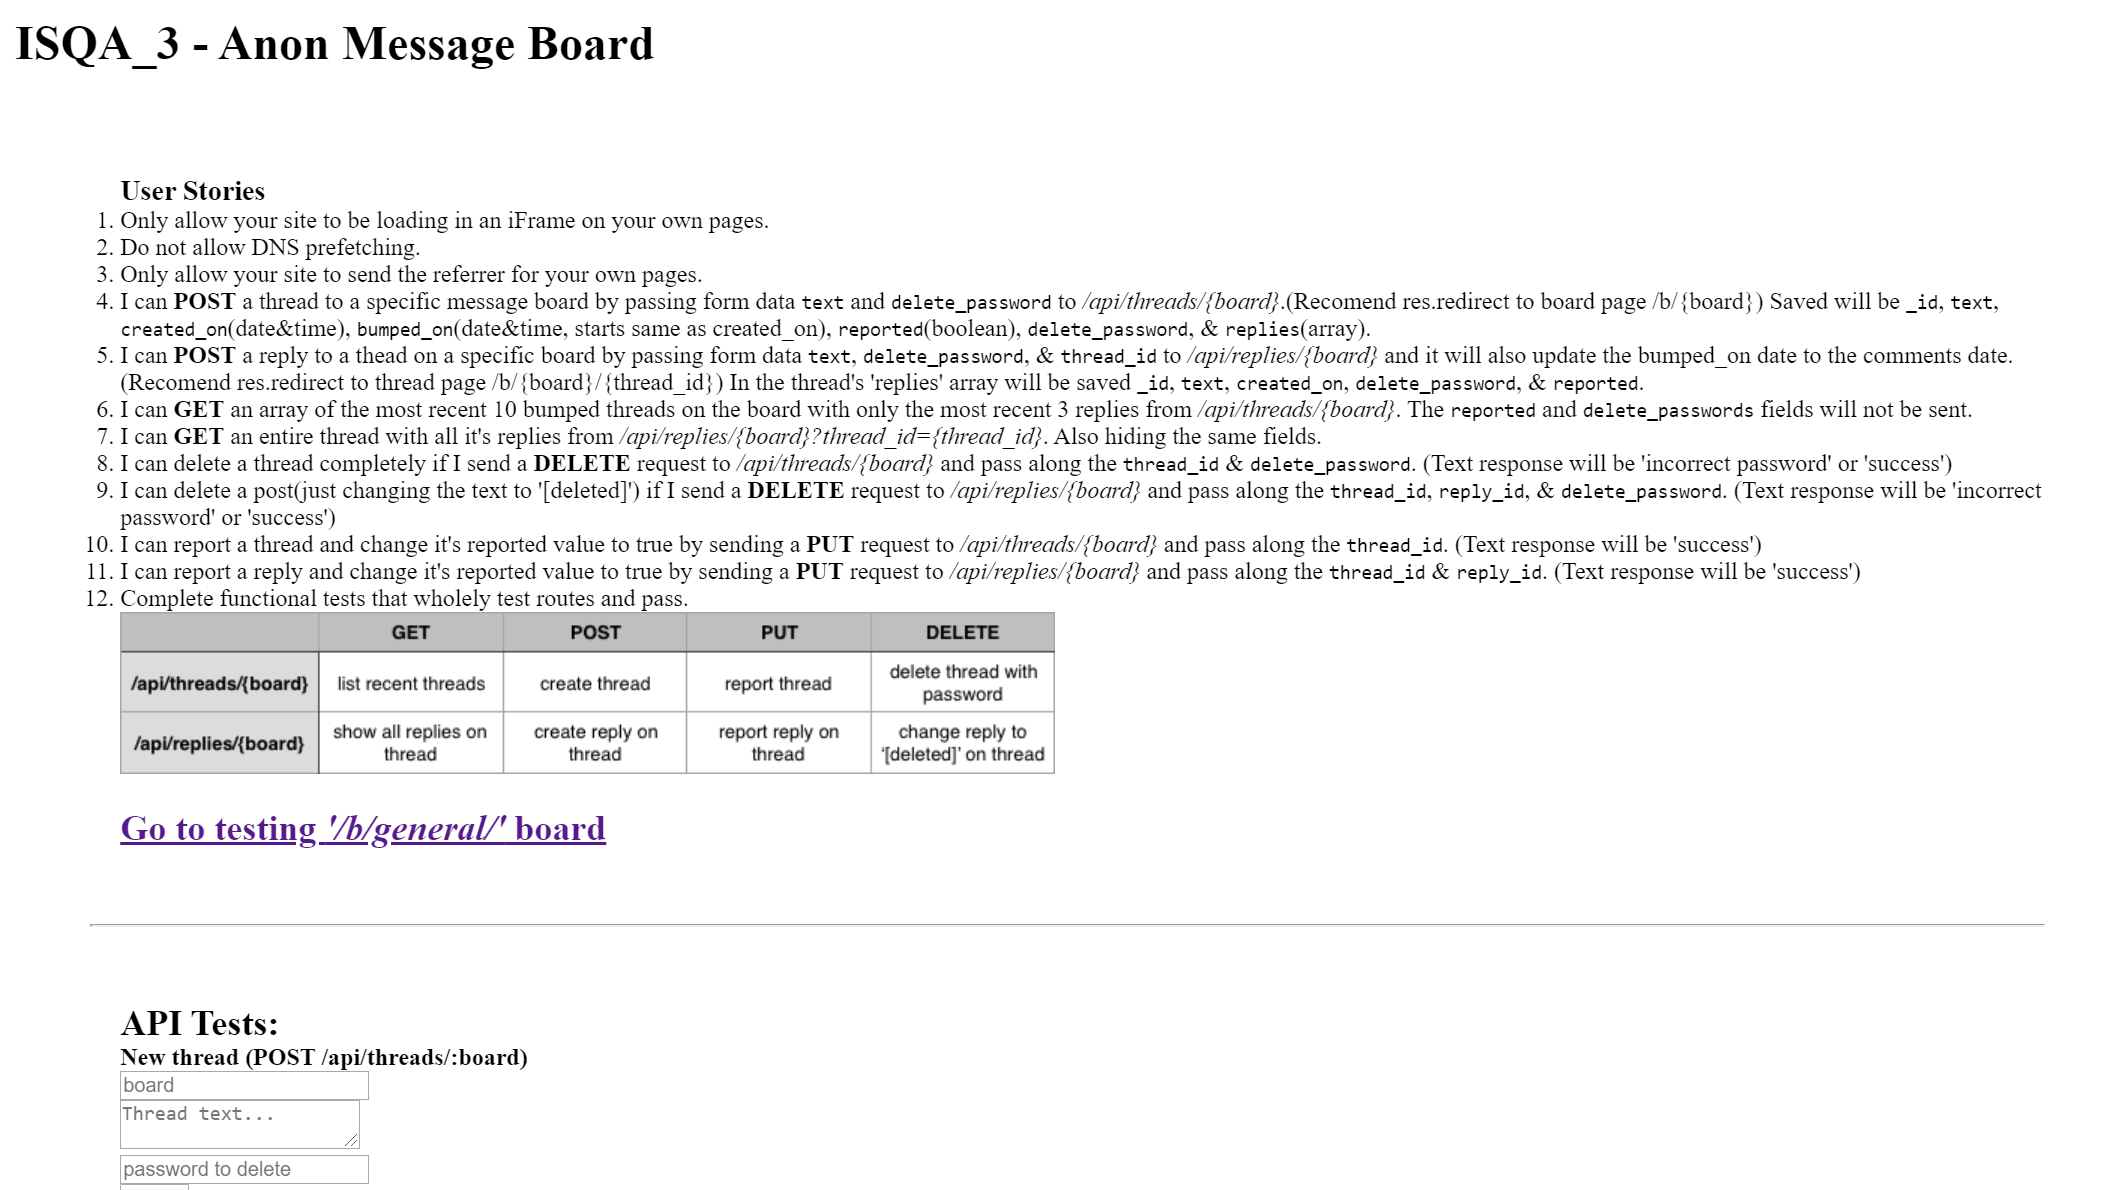 ISQA_3 - Anon Message Board
User Stories
1. Only allow your site to be loading in an iFrame on your own pages.
2. Do not allow DNS prefetching.
3. Only allow your site to send the referrer for your own pages.
4. I can POST a thread to a specific message board by passing form data text and delete_password to /api/threads/{board}.(Recomend res.redirect to board page /b/{board}) Saved will be _id, text,
created_on(date&time), bumped_on(date&time, starts same as created_on), reported(boolean), delete_password, & replies(array).
5. I can POST a reply to a thead on a specific board by passing form data text, delete_password, & thread_id to /api/replies/{board} and it will also update the bumped_on date to the comments date.
(Recomend res.redirect to thread page /b/{board}/{thread_id}) In the thread's 'replies' array will be saved _id, text, created_on, delete_password, & reported.
6. I can GET an array of the most recent 10 bumped threads on the board with only the most recent 3 replies from /api/threads/{board}. The reported and delete_passwords fields will not be sent.
7. I can GET an entire thread with all it's replies from /api/replies/{board}?thread_id={thread_id}. Also hiding the same fields.
8. I can delete a thread completely if I send a DELETE request to /api/threads/{board} and pass along the thread_id & delete_password. (Text response will be 'incorrect password' or 'success')
9. I can delete a post(just changing the text to '[deleted]') if I send a DELETE request to /api/replies/{board} and pass along the thread_id, reply_id, & delete_password. (Text response will be 'incorrect
password' or 'success')
10. I can report a thread and change it's reported value to true by sending a PUT request to /api/threads/{board} and pass along the thread_id. (Text response will be 'success')
11. I can report a reply and change it's reported value to true by sending a PUT request to /api/replies/{board} and pass along the thread_id & reply_id. (Text response will be 'success')
12. Complete functional tests that wholely test routes and pass.
GET POST PUT DELETE
/api/threads/{board} list recent threads create thread report thread delete thread with
password
/api/replies/{board} show all replies on create reply on report reply on change reply to
thread thread thread '[deleted]' on thread
Go to testing '/b/general/' board
API Tests:
New thread (POST /api/threads/:board)
board
Thread text...
password to delete